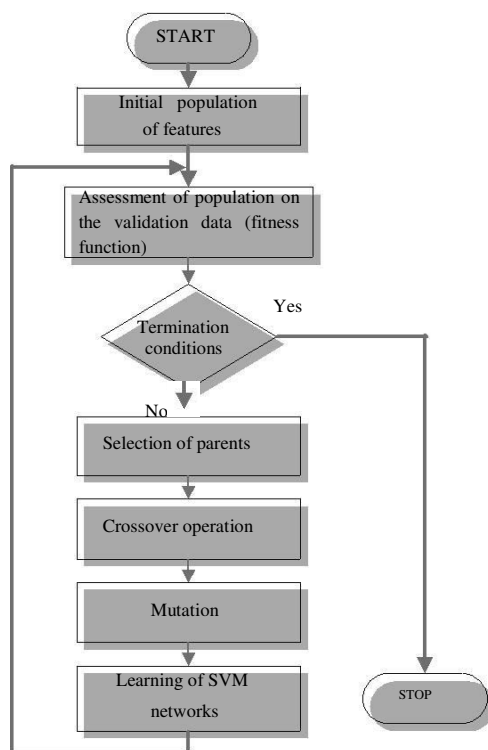 START
Initial population
of features
Assessment of population on
the validation data (fitness
function)
Yes
Termination
conditions
No
Selection of parents
Crossover operation
Mutation
Learning of SVM
networks
STOP